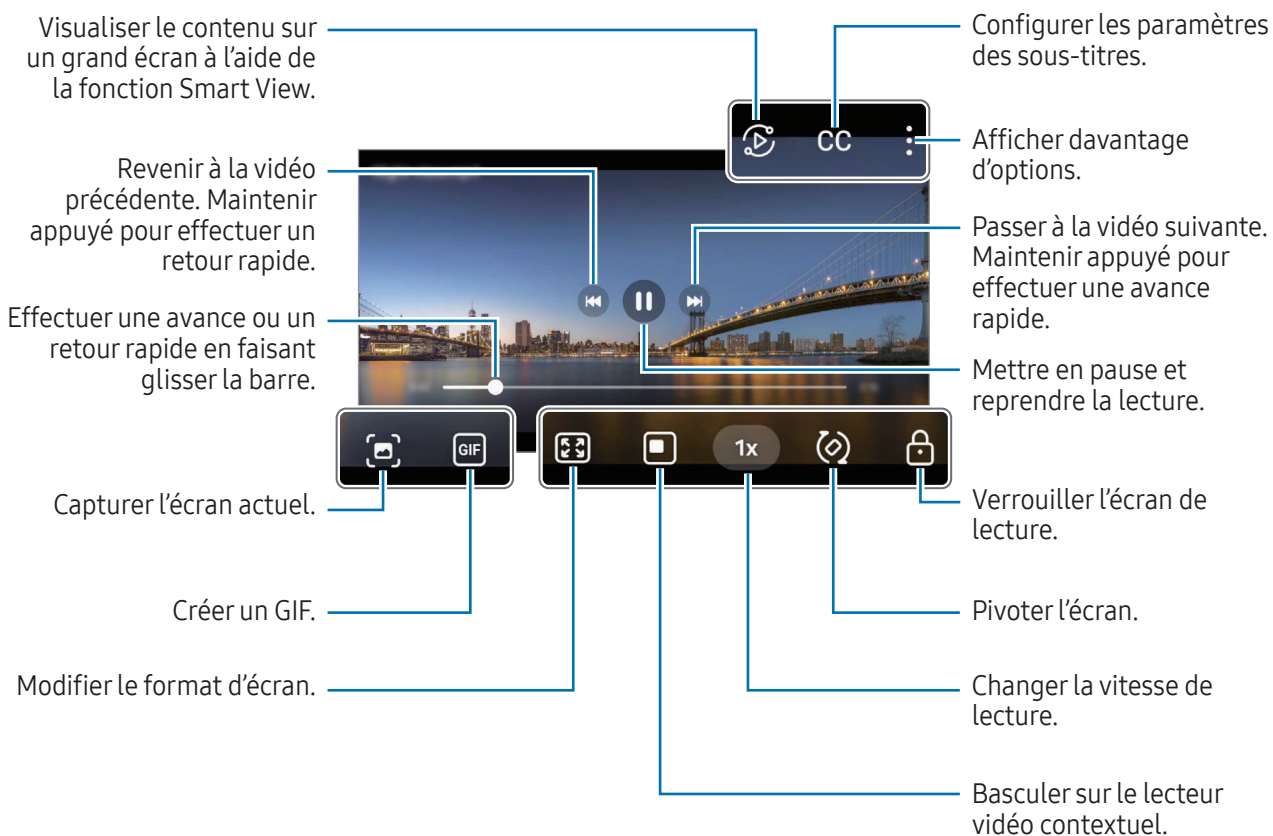 Visualiser le contenu sur
un grand écran à l'aide de
la fonction Smart View.
Configurer les paramètres
des sous-titres.
CC
Afficher davantage
d'options.
Revenir à la vidéo
précédente. Maintenir
appuyé pour effectuer un
retour rapide.
Passer à la vidéo suivante.
Maintenir appuyé pour
effectuer une avance
rapide.
Effectuer une avance ou un
retour rapide en faisant
glisser la barre.
Mettre en pause et
reprendre la lecture.
GIF
1x
Capturer l'écran actuel.
Verrouiller l'écran de
lecture.
Créer un GIF.
Pivoter l'écran.
Modifier le format d'écran.
Changer la vitesse de
lecture.
Basculer sur le lecteur
vidéo contextuel.